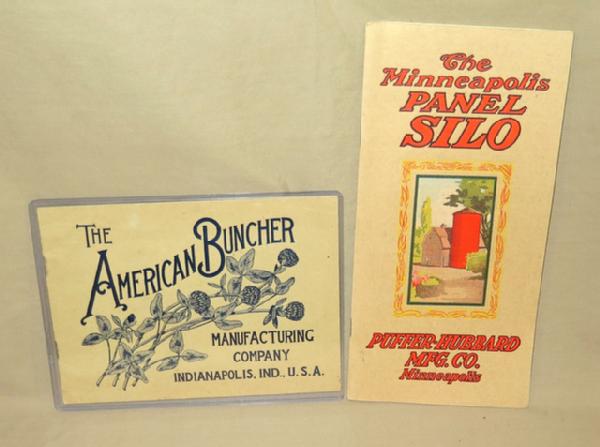 THE
AMERICAN BUNCHER
MANUFACTURING
COMPANY
INDIANAPOLIS, IND., U.S.A.
The
Minneapolis
PANEL
SILO
PUFFER-HUBBARD
MFG. CO.
Minneapolis